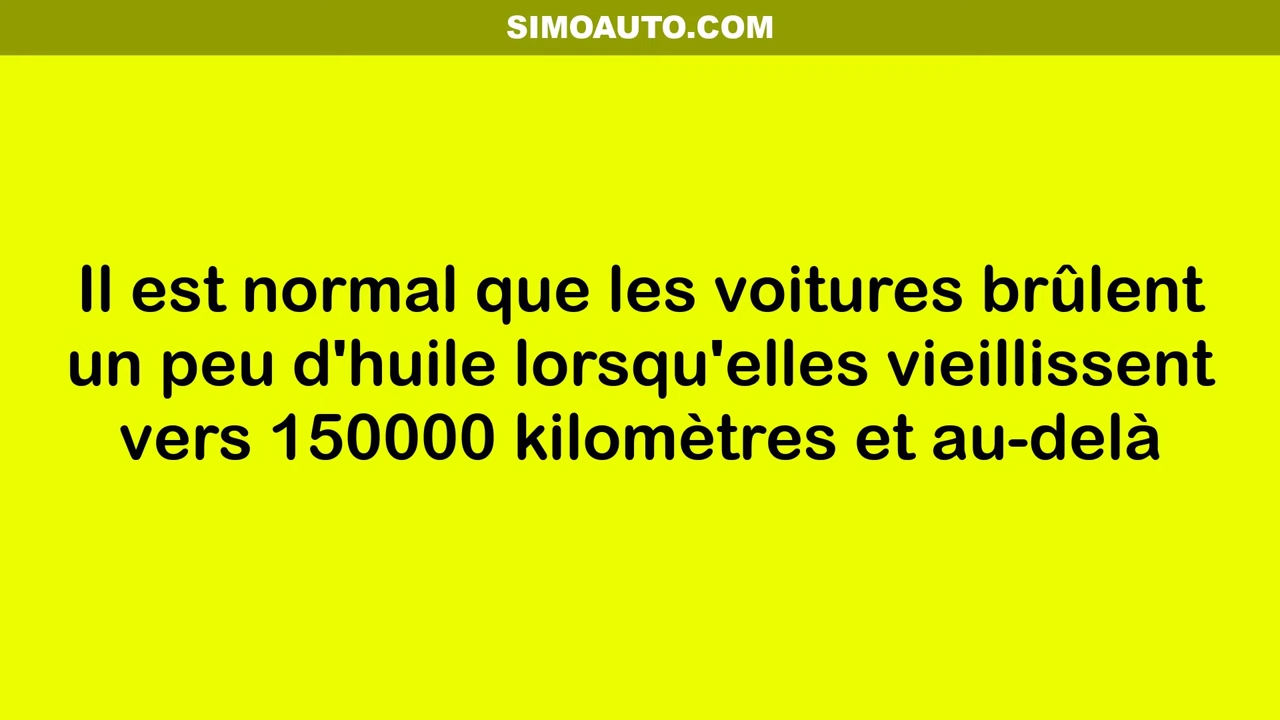 SIMOAUTO.COM
Il est normal que les voitures brûlent
un peu d'huile lorsqu'elles vieillissent
vers 150000 kilomètres et au-delà